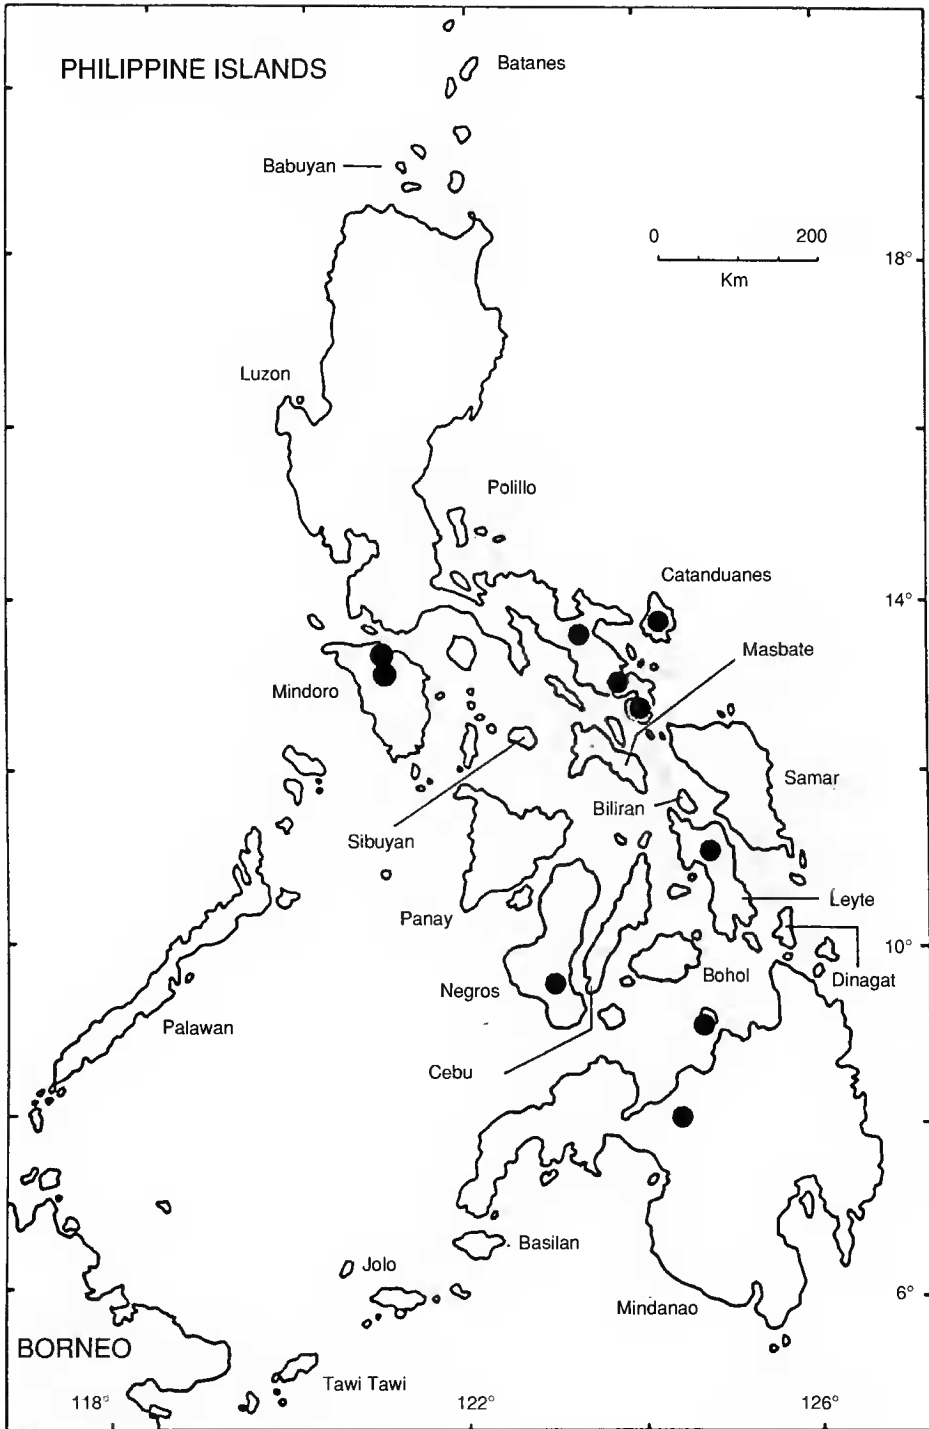 PHILIPPINE ISLANDS
Batanes
Babuyan
0 200
Km
18°
Luzon
Polillo
Catanduanes
14°
Masbate
Mindoro
Samar
Biliran
Sibuyan
Leyte
Panay
10°
Bohol
Dinagat
Negros
Palawan
Cebu
Basilan
Jolo
6°
Mindanao
BORNEO
Tawi Tawi
118° 122° 126°